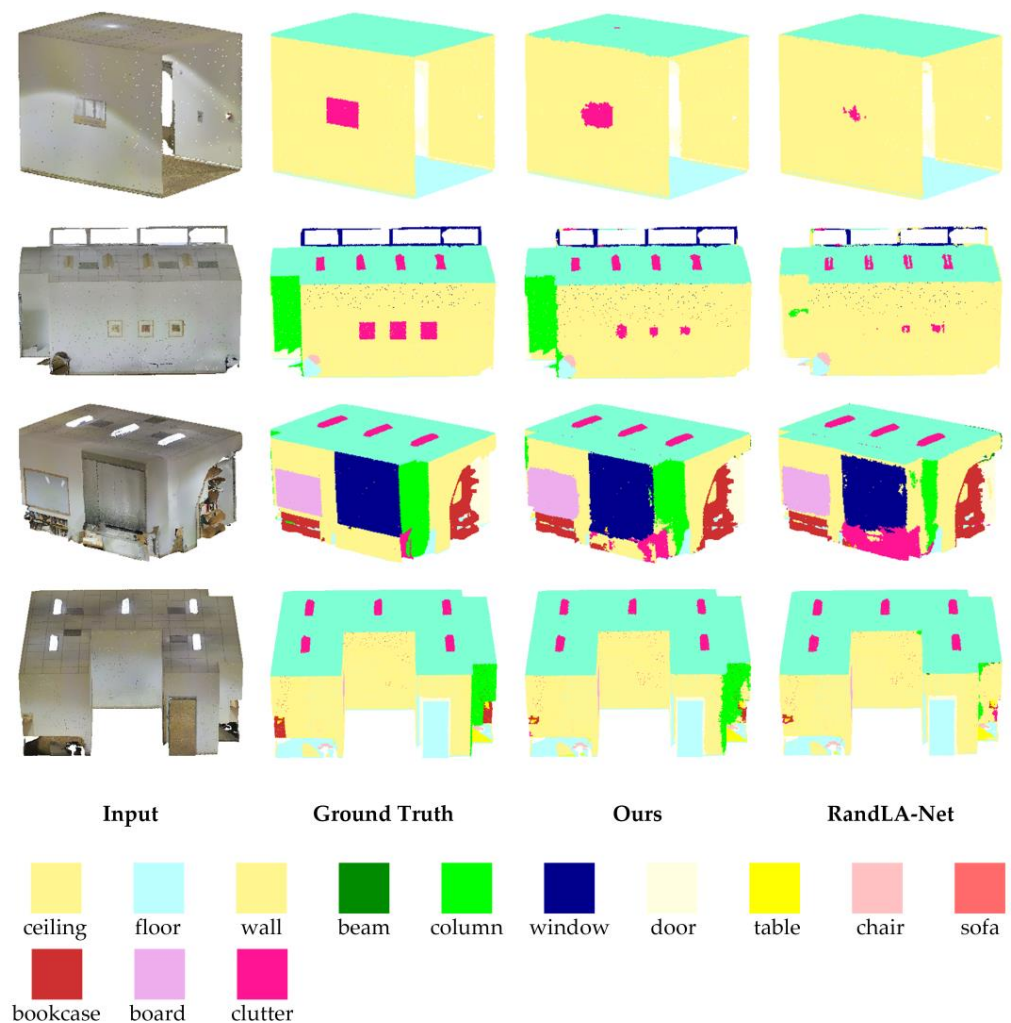 Input Ground Truth Ours RandLA-Net
ceiling floor wall beam column window door table chair sofa
bookcase board clutter